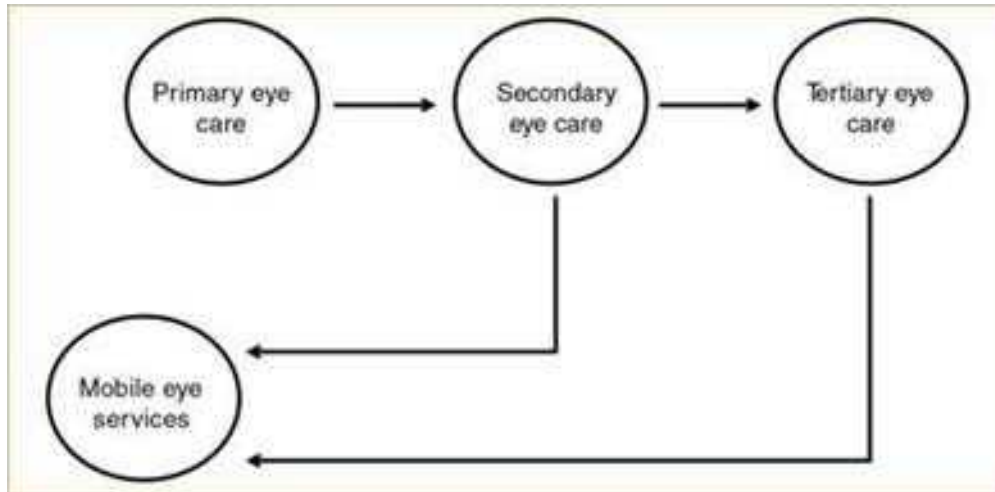 Primary eye
care
Secondary
eye care
Tertiary eye
care
Mobile eye
services